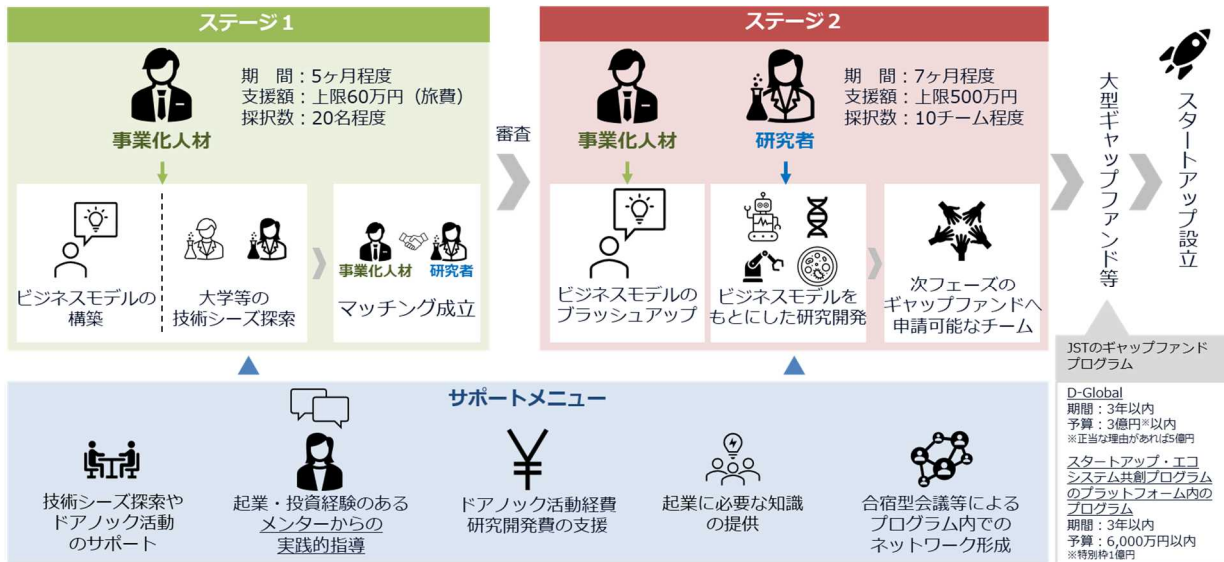 ステージ１
期　間：5ヶ月程度
支援額：上限60万円（旅費）
採択数：20名程度
事業化人材
ビジネスモデルの
構築
大学等の
技術シーズ探索
事業化人材
研究者
マッチング成立
審査
ステージ２
期　間：7ヶ月程度
支援額：上限500万円
採択数：10チーム程度
事業化人材
研究者
ビジネスモデルの
ブラッシュアップ
ビジネスモデルを
もとにした研究開発
次フェーズの
ギャップファンドへ
申請可能なチーム
大型ギャップファンド等
スタートアップ設立
JSTのギャップファンド
プログラム
D-Global
期間：3年以内
予算：3億円※以内
※正当な理由があれば5億円
スタートアップ・エコ
システム共創プログラム
のプラットフォーム内の
プログラム
期間：3年以内
予算：6,000万円以内
※特別枠1億円
サポートメニュー
技術シーズ探索や
ドアノック活動
のサポート
起業・投資経験のある
メンターからの
実践的指導
¥
ドアノック活動経費
研究開発費の支援
起業に必要な知識
の提供
合宿型会議等による
プログラム内での
ネットワーク形成